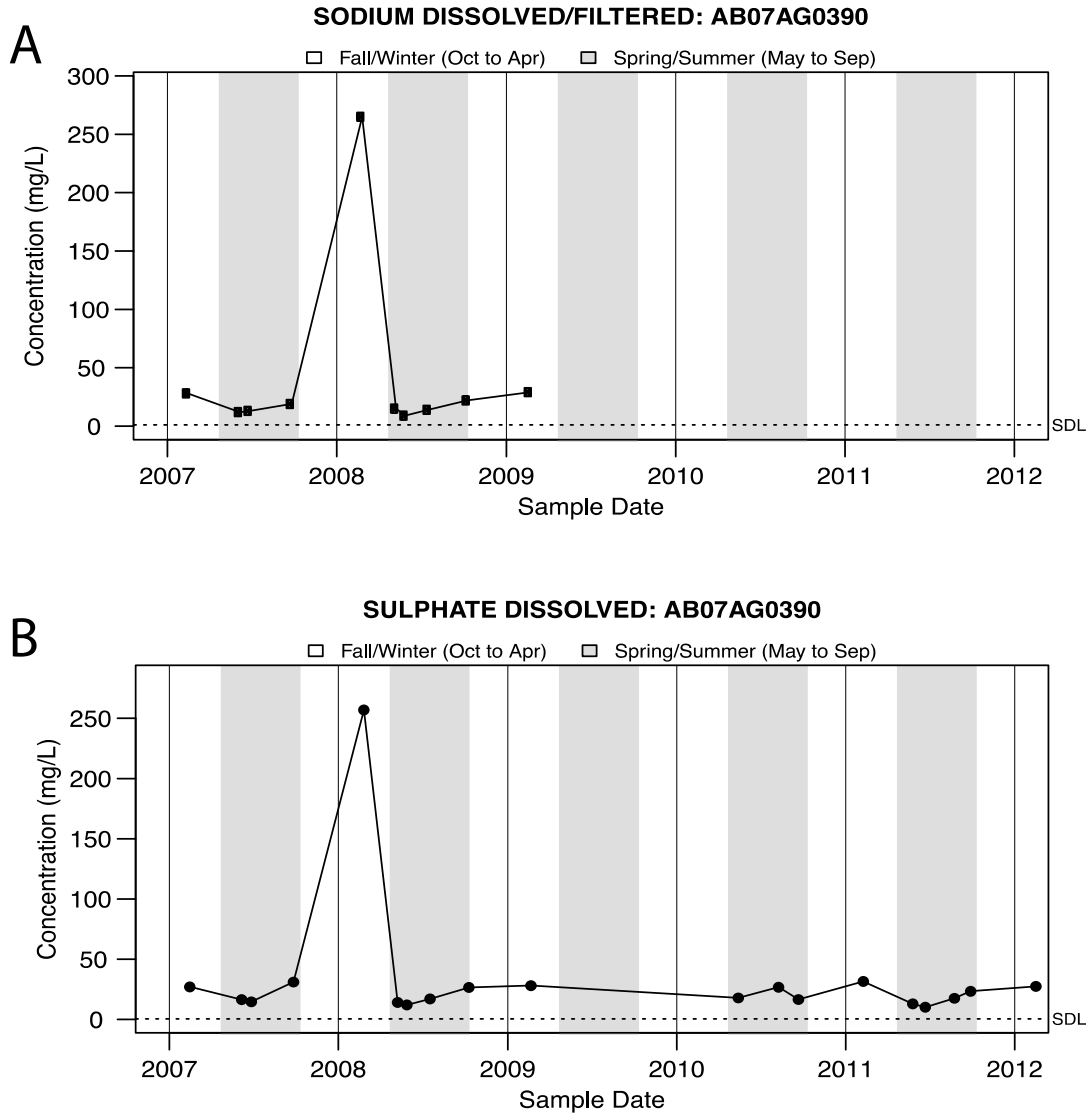 A
SODIUM DISSOLVED/FILTERED: AB07AG0390
Fall/Winter (Oct to Apr) Spring/Summer (May to Sep)
Concentration (mg/L)
300
250
200
150
100
50
0
SDL
2007 2008 2009 2010 2011 2012
Sample Date
B
SULPHATE DISSOLVED: AB07AG0390
Fall/Winter (Oct to Apr) Spring/Summer (May to Sep)
Concentration (mg/L)
250
200
150
100
50
0
SDL
2007 2008 2009 2010 2011 2012
Sample Date